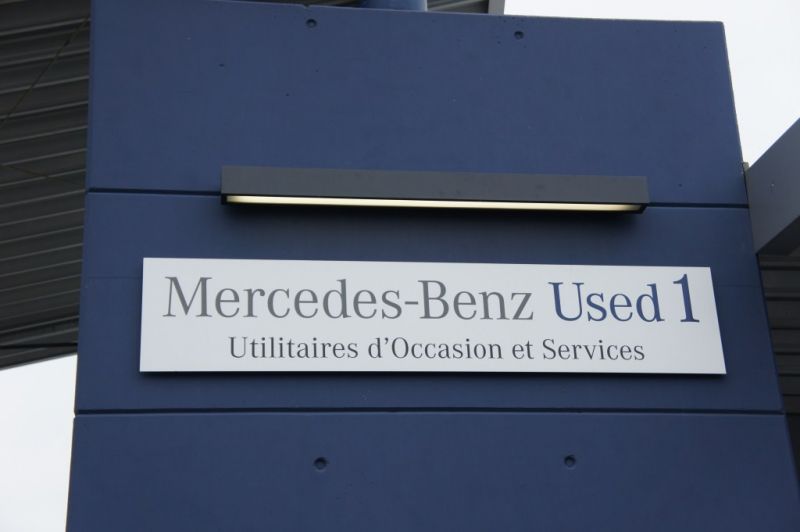 Mercedes-Benz Used 1
Utilitaires d'Occasion et Services